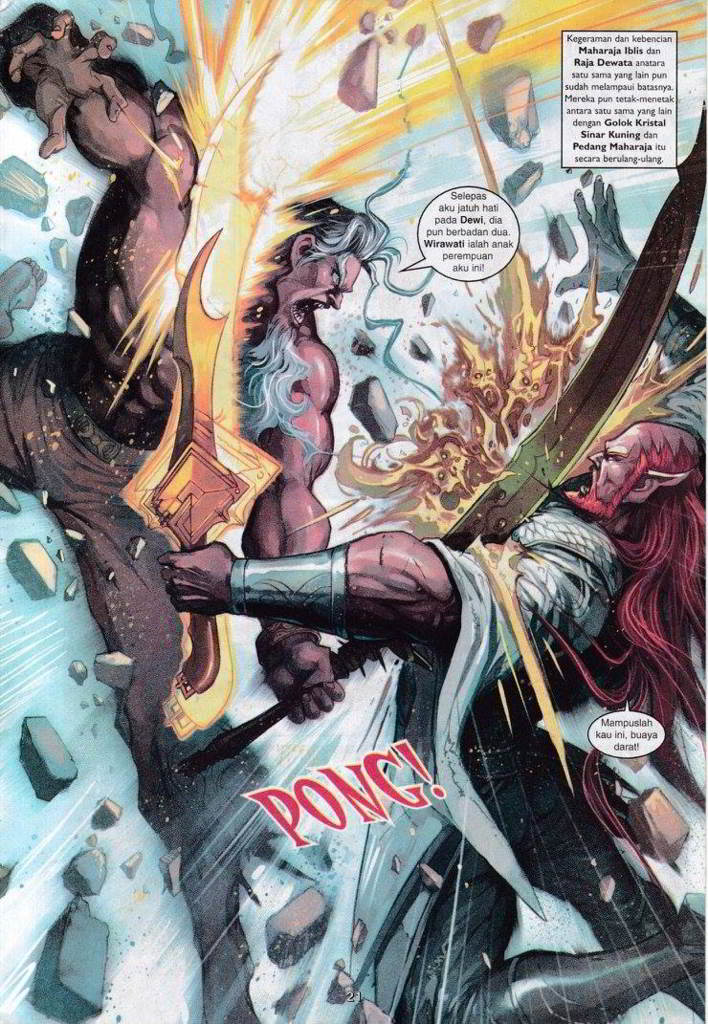 Kegeraman dan kebencian
Maharaja Iblis dan
Raja Dewata anatara
satu sama yang lain pun
sudah melampaui batasnya.
Mereka pun tetak-menetak
antara satu sama yang lain
dengan Golok Kristal
Sinar Kuning dan
Pedang Maharaja itu
secara berulang-ulang.
Selepas
aku jatuh hati
pada Dewi, dia
pun berbadan dua.
Wirawati ialah anak
perempuan
aku ini!
Mampuslah
kau ini, buaya
darat!
PONG!
21